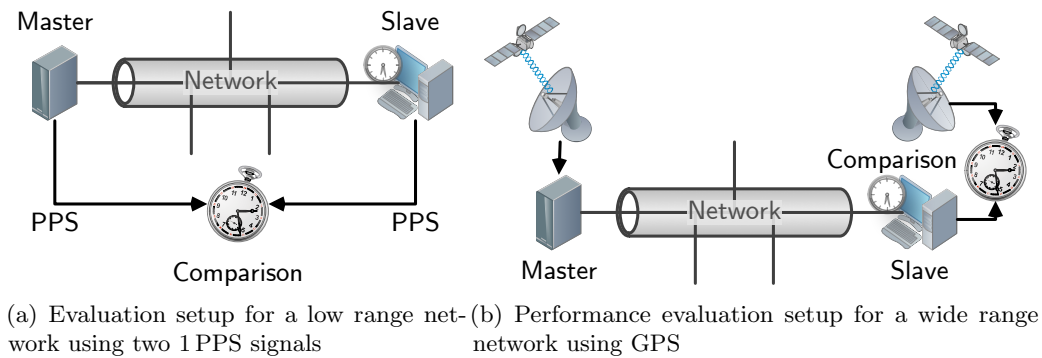 Master
Slave
Network
PPS
PPS
Comparison
(a) Evaluation setup for a low range net-
work using two 1 PPS signals
Comparison
Network
Master
Slave
(b) Performance evaluation setup for a wide range
network using GPS